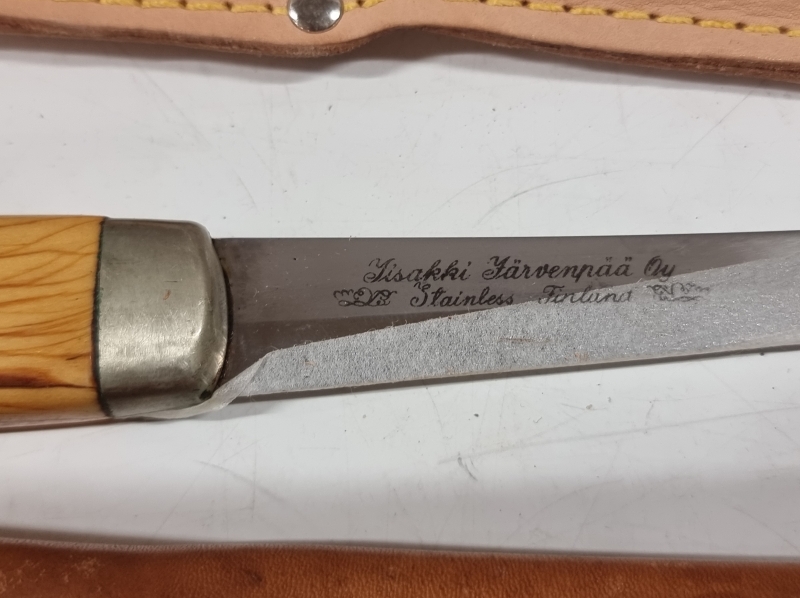 Iisakki Järvenpää Oy
Stainless Finland